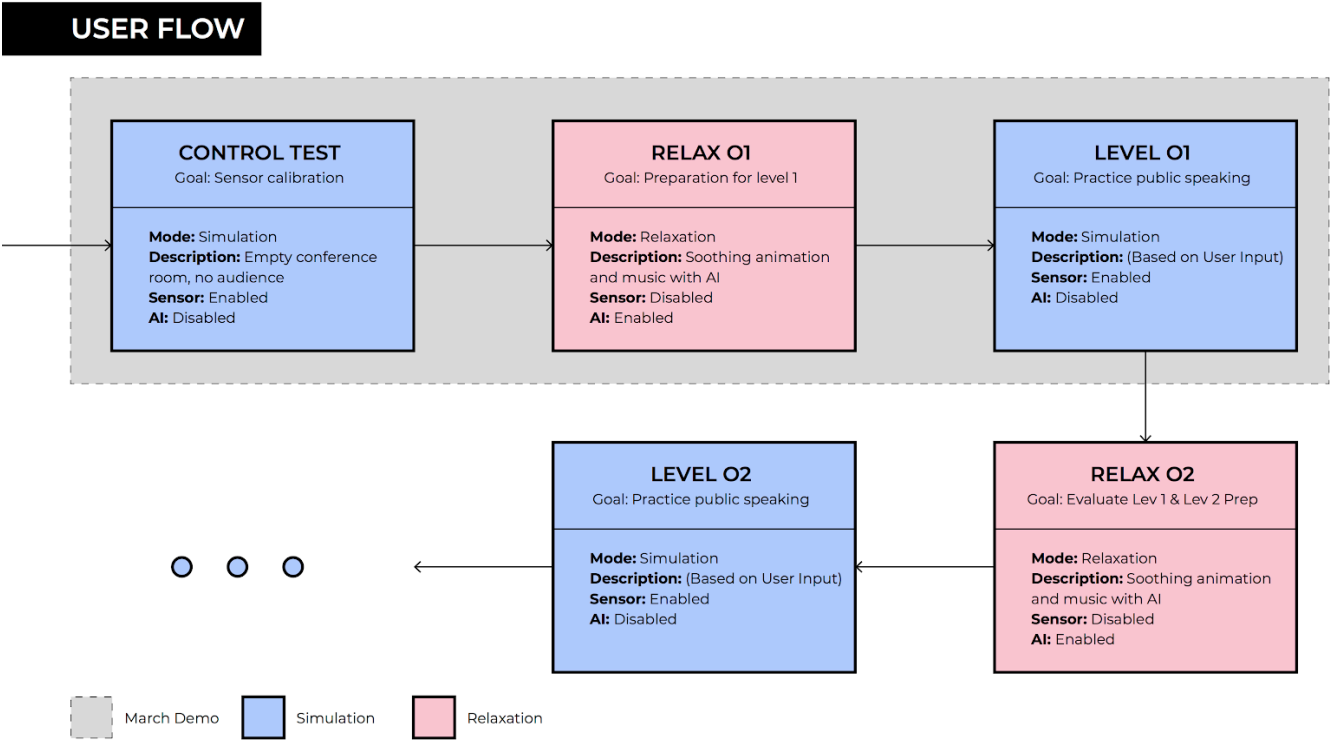 USER FLOW
CONTROL TEST
Goal: Sensor calibration
Mode: Simulation
Description: Empty conference
room, no audience
Sensor: Enabled
AI: Disabled
RELAX O1
Goal: Preparation for level 1
Mode: Relaxation
Description: Soothing animation
and music with AI
Sensor: Disabled
AI: Enabled
LEVEL O1
Goal: Practice public speaking
Mode: Simulation
Description: (Based on User Input)
Sensor: Enabled
AI: Disabled
RELAX O2
Goal: Evaluate Lev 1 & Lev 2 Prep
Mode: Relaxation
Description: Soothing animation
and music with AI
Sensor: Disabled
AI: Enabled
LEVEL O2
Goal: Practice public speaking
Mode: Simulation
Description: (Based on User Input)
Sensor: Enabled
AI: Disabled
March Demo
Simulation
Relaxation